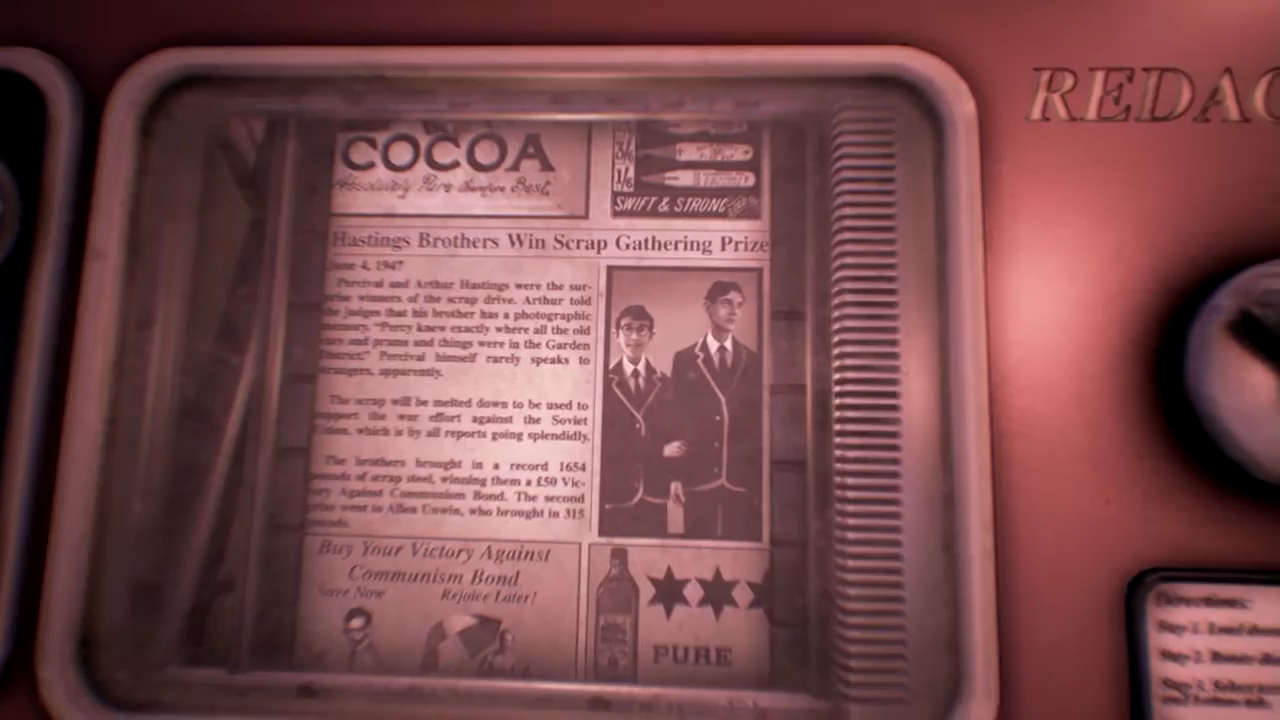 COCOA
Absolutely Pure therefore Best.
3/6
1/6
SWIFT & STRONG
REDAC
Hastings Brothers Win Scrap Gathering Prize
June 4, 1947
Percival and Arthur Hastings were the sur-
prise winners of the scrap drive. Arthur told
the judges that his brother has a photographic
memory. "Percy knew exactly where all the old
cars and prams and things were in the Garden
District." Percival himself rarely speaks to
strangers, apparently.
The scrap will be melted down to be used to
support the war effort against the Soviet
Union, which is by all reports going splendidly.
The brothers brought in a record 1654
pounds of scrap steel, winning them a £50 Vic-
tory Against Communism Bond. The second
prize went to Allen Unwin, who brought in 315
pounds.
Buy Your Victory Against
Communism Bond
Save Now
Rejoice Later!
PURE
Directions:
Step 1. Load
Step 2.
Step 3.